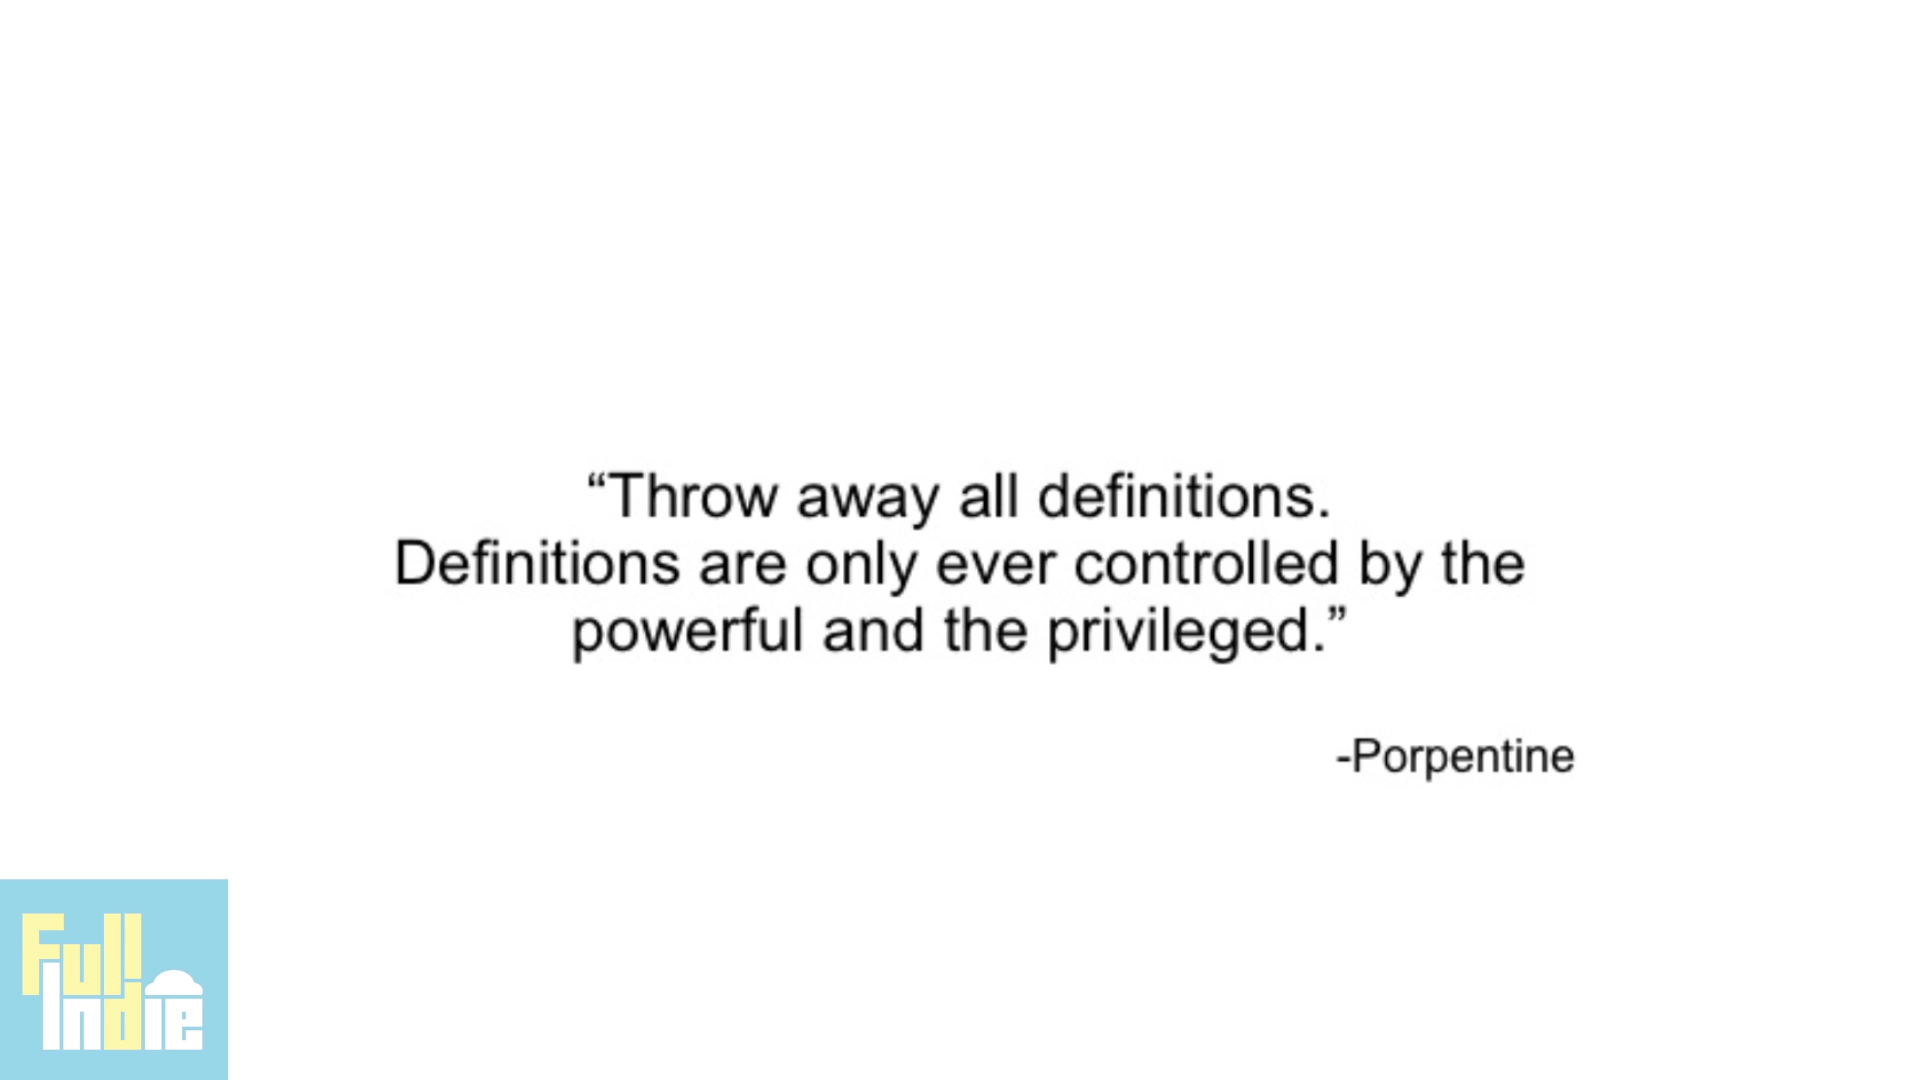 “Throw away all definitions.
Definitions are only ever controlled by the
powerful and the privileged.”
-Porpentine
Full
Indie